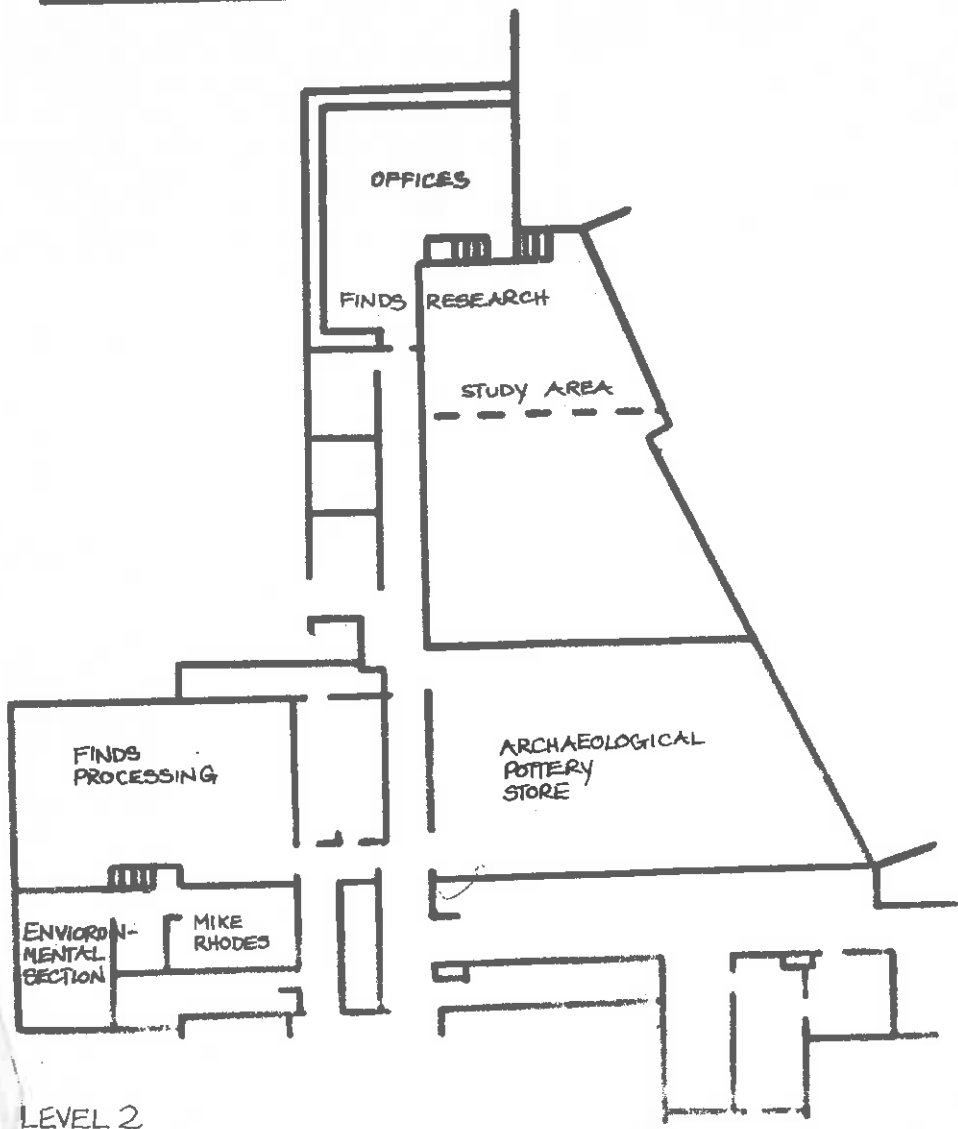 OFFICES
FINDS RESEARCH
STUDY AREA
FINDS
PROCESSING
ARCHAEOLOGICAL
POTTERY
STORE
ENVIORON-
MENTAL
SECTION
MIKE
RHODES
LEVEL 2